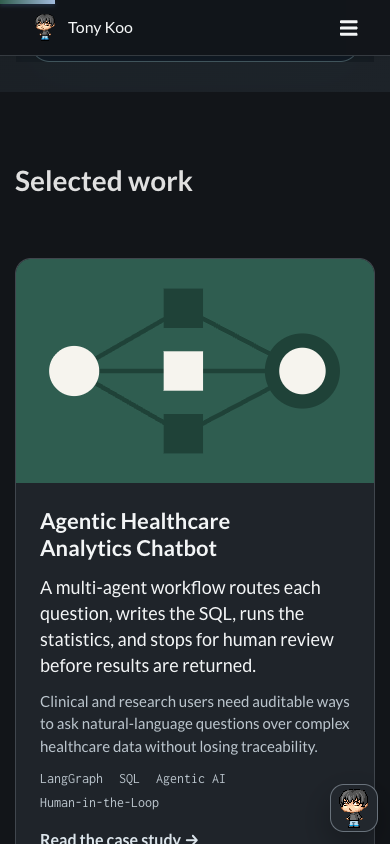 Tony Koo
Selected work
Agentic Healthcare
Analytics Chatbot
A multi-agent workflow routes each
question, writes the SQL, runs the
statistics, and stops for human review
before results are returned.
Clinical and research users need auditable ways
to ask natural-language questions over complex
healthcare data without losing traceability.
LangGraph SQL Agentic AI
Human-in-the-Loop
Read the case study →